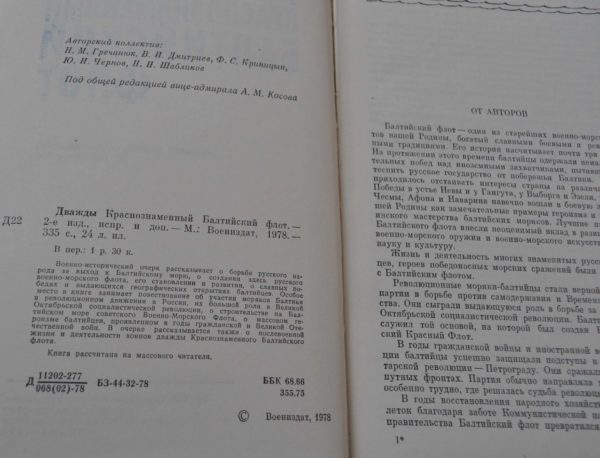 Авторский коллектив:
Н. М. Гречанюк, В. И. Дмитриев, Ф. С. Криницын,
Ю. Н. Чернов, Н. Н. Шабликов
Под общей редакцией вице-адмирала А. М. Косова
Дважды Краснознаменный Балтийский флот. —
Д22 2-е изд., испр. и доп. — М.: Воениздат, 1978. —
335 с., 24 л. ил.
В пер.: 1 р. 30 к.
Военно-исторический очерк рассказывает о борьбе русского на-
рода за выход к Балтийскому морю, о создании здесь русского
военно-морского флота, его становлении и развитии, о славных по-
бедах и выдающихся географических открытиях балтийцев. Особое
место в книге занимает повествование об участии моряков Балтики
в революционном движении в России, их большой роли в Великой
Октябрьской социалистической революции, о строительстве на Бал-
тийском море советского Военно-Морского Флота, о массовом ге-
роизме балтийцев, проявленном в годы гражданской и Великой Оте-
чественной войн. В очерке рассказывается также о послевоенной
жизни и деятельности воинов дважды Краснознаменного Балтийского
флота.
Книга рассчитана на массового читателя.
Д 11202-277
068(02)-78 БЗ-44-32-78
ББК 68.66
355.75
© Воениздат, 1978
ОТ АВТОРОВ
Балтийский флот — один из старейших военно-морс
тов нашей Родины, богатый славными боевыми и рев
ными традициями. Его история насчитывает почти три
На протяжении этого времени балтийцы одержали нема
тельных побед над иноземными захватчиками, пытавши
теснить русское государство от побережья Балтики.
приходилось отстаивать интересы страны на различн
Победы в устье Невы и у Гангута, у Выборга и Эзеля,
Чесмы, Афона и Наварина навечно вошли в боевую л
шей Родины как замечательные примеры героизма и
инского мастерства балтийских моряков. Лучшие п
Балтийского флота внесли неоценимый вклад в разви
военно-морского оружия и военно-морского искусств
науку и культуру.
Жизнь и деятельность многих знаменитых русски
цев, героев победоносных морских сражений были с
с Балтийским флотом.
Революционные моряки-балтийцы стали верной
партии в борьбе против самодержавия и Времени
ства. Они сыграли выдающуюся роль в борьбе за
Октябрьской социалистической революции. Балти
служил той основой, на которой был создан Р
ский Красный Флот.
В годы гражданской войны и иностранной во
ции балтийцы успешно защищали подступы к
тарской революции — Петрограду. Они сража
путных фронтах. Партия обычно направляла м
особенно трудно, где решалась судьба революц
В годы восстановления народного хозяйств
леток благодаря заботе Коммунистической па
правительства Балтийский флот превратился
1*